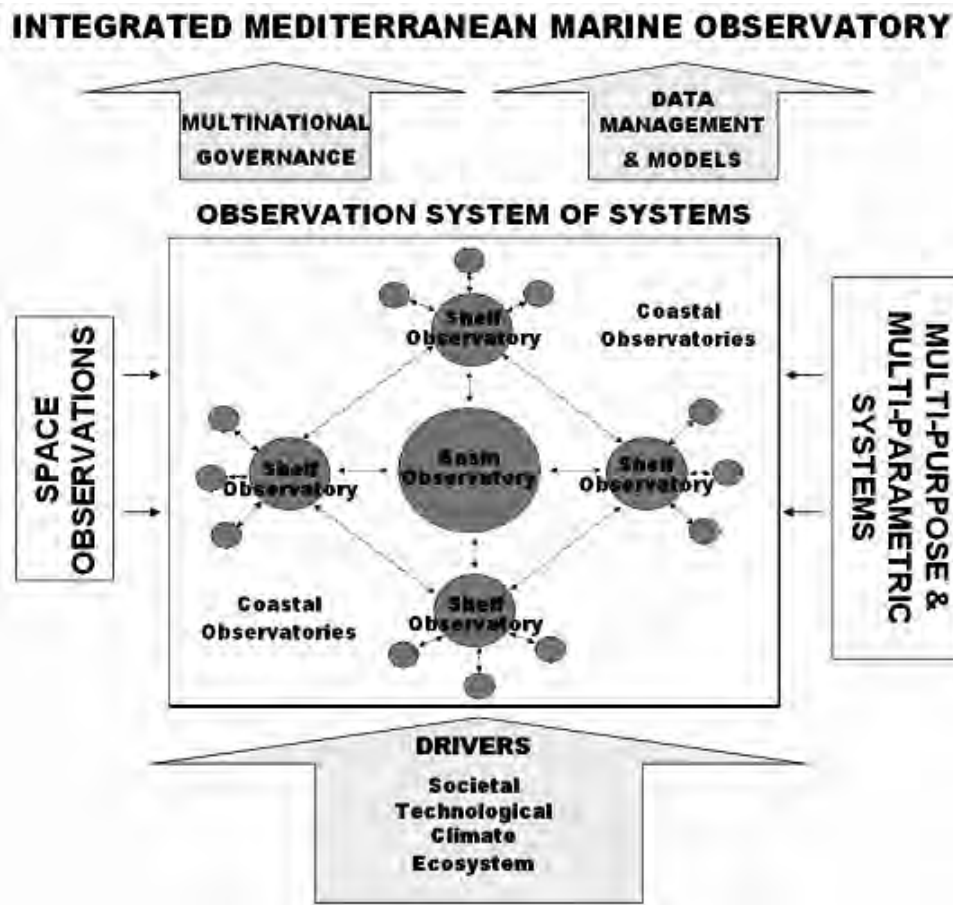 INTEGRATED MEDITERRANEAN MARINE OBSERVATORY
MULTINATIONAL
GOVERNANCE
DATA
MANAGEMENT
& MODELS
OBSERVATION SYSTEM OF SYSTEMS
SPACE
OBSERVATIONS
Shelf
Observatory
Coastal
Observatories
Shelf
Observatory
Basin
Observatory
Shelf
Observatory
Coastal
Observatories
Shelf
Observatory
MULTI-PURPOSE &
MULTI-PARAMETRIC
SYSTEMS
DRIVERS
Societal
Technological
Climate
Ecosystem